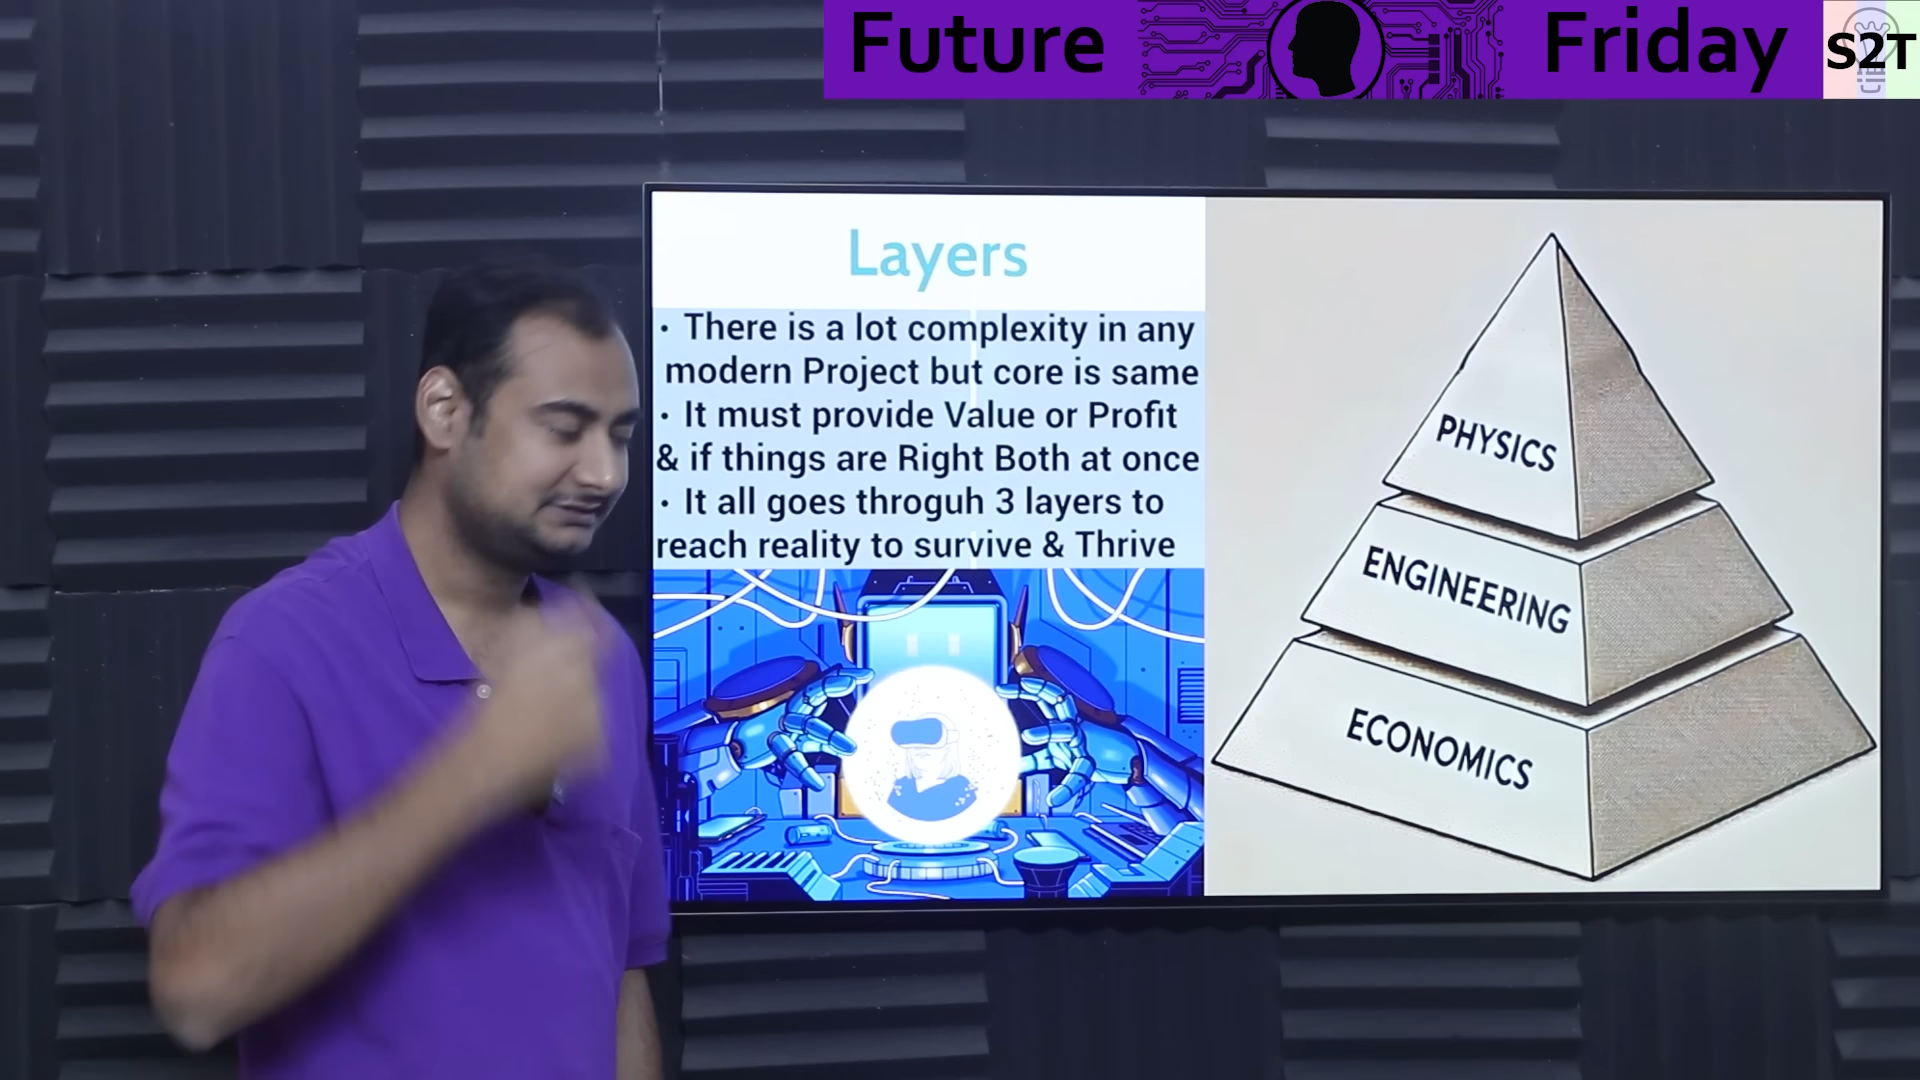 Future Friday S2T
Layers
· There is a lot complexity in any
modern Project but core is same
· It must provide Value or Profit
& if things are Right Both at once
· It all goes throguh 3 layers to
reach reality to survive & Thrive
PHYSICS
ENGINEERING
ECONOMICS